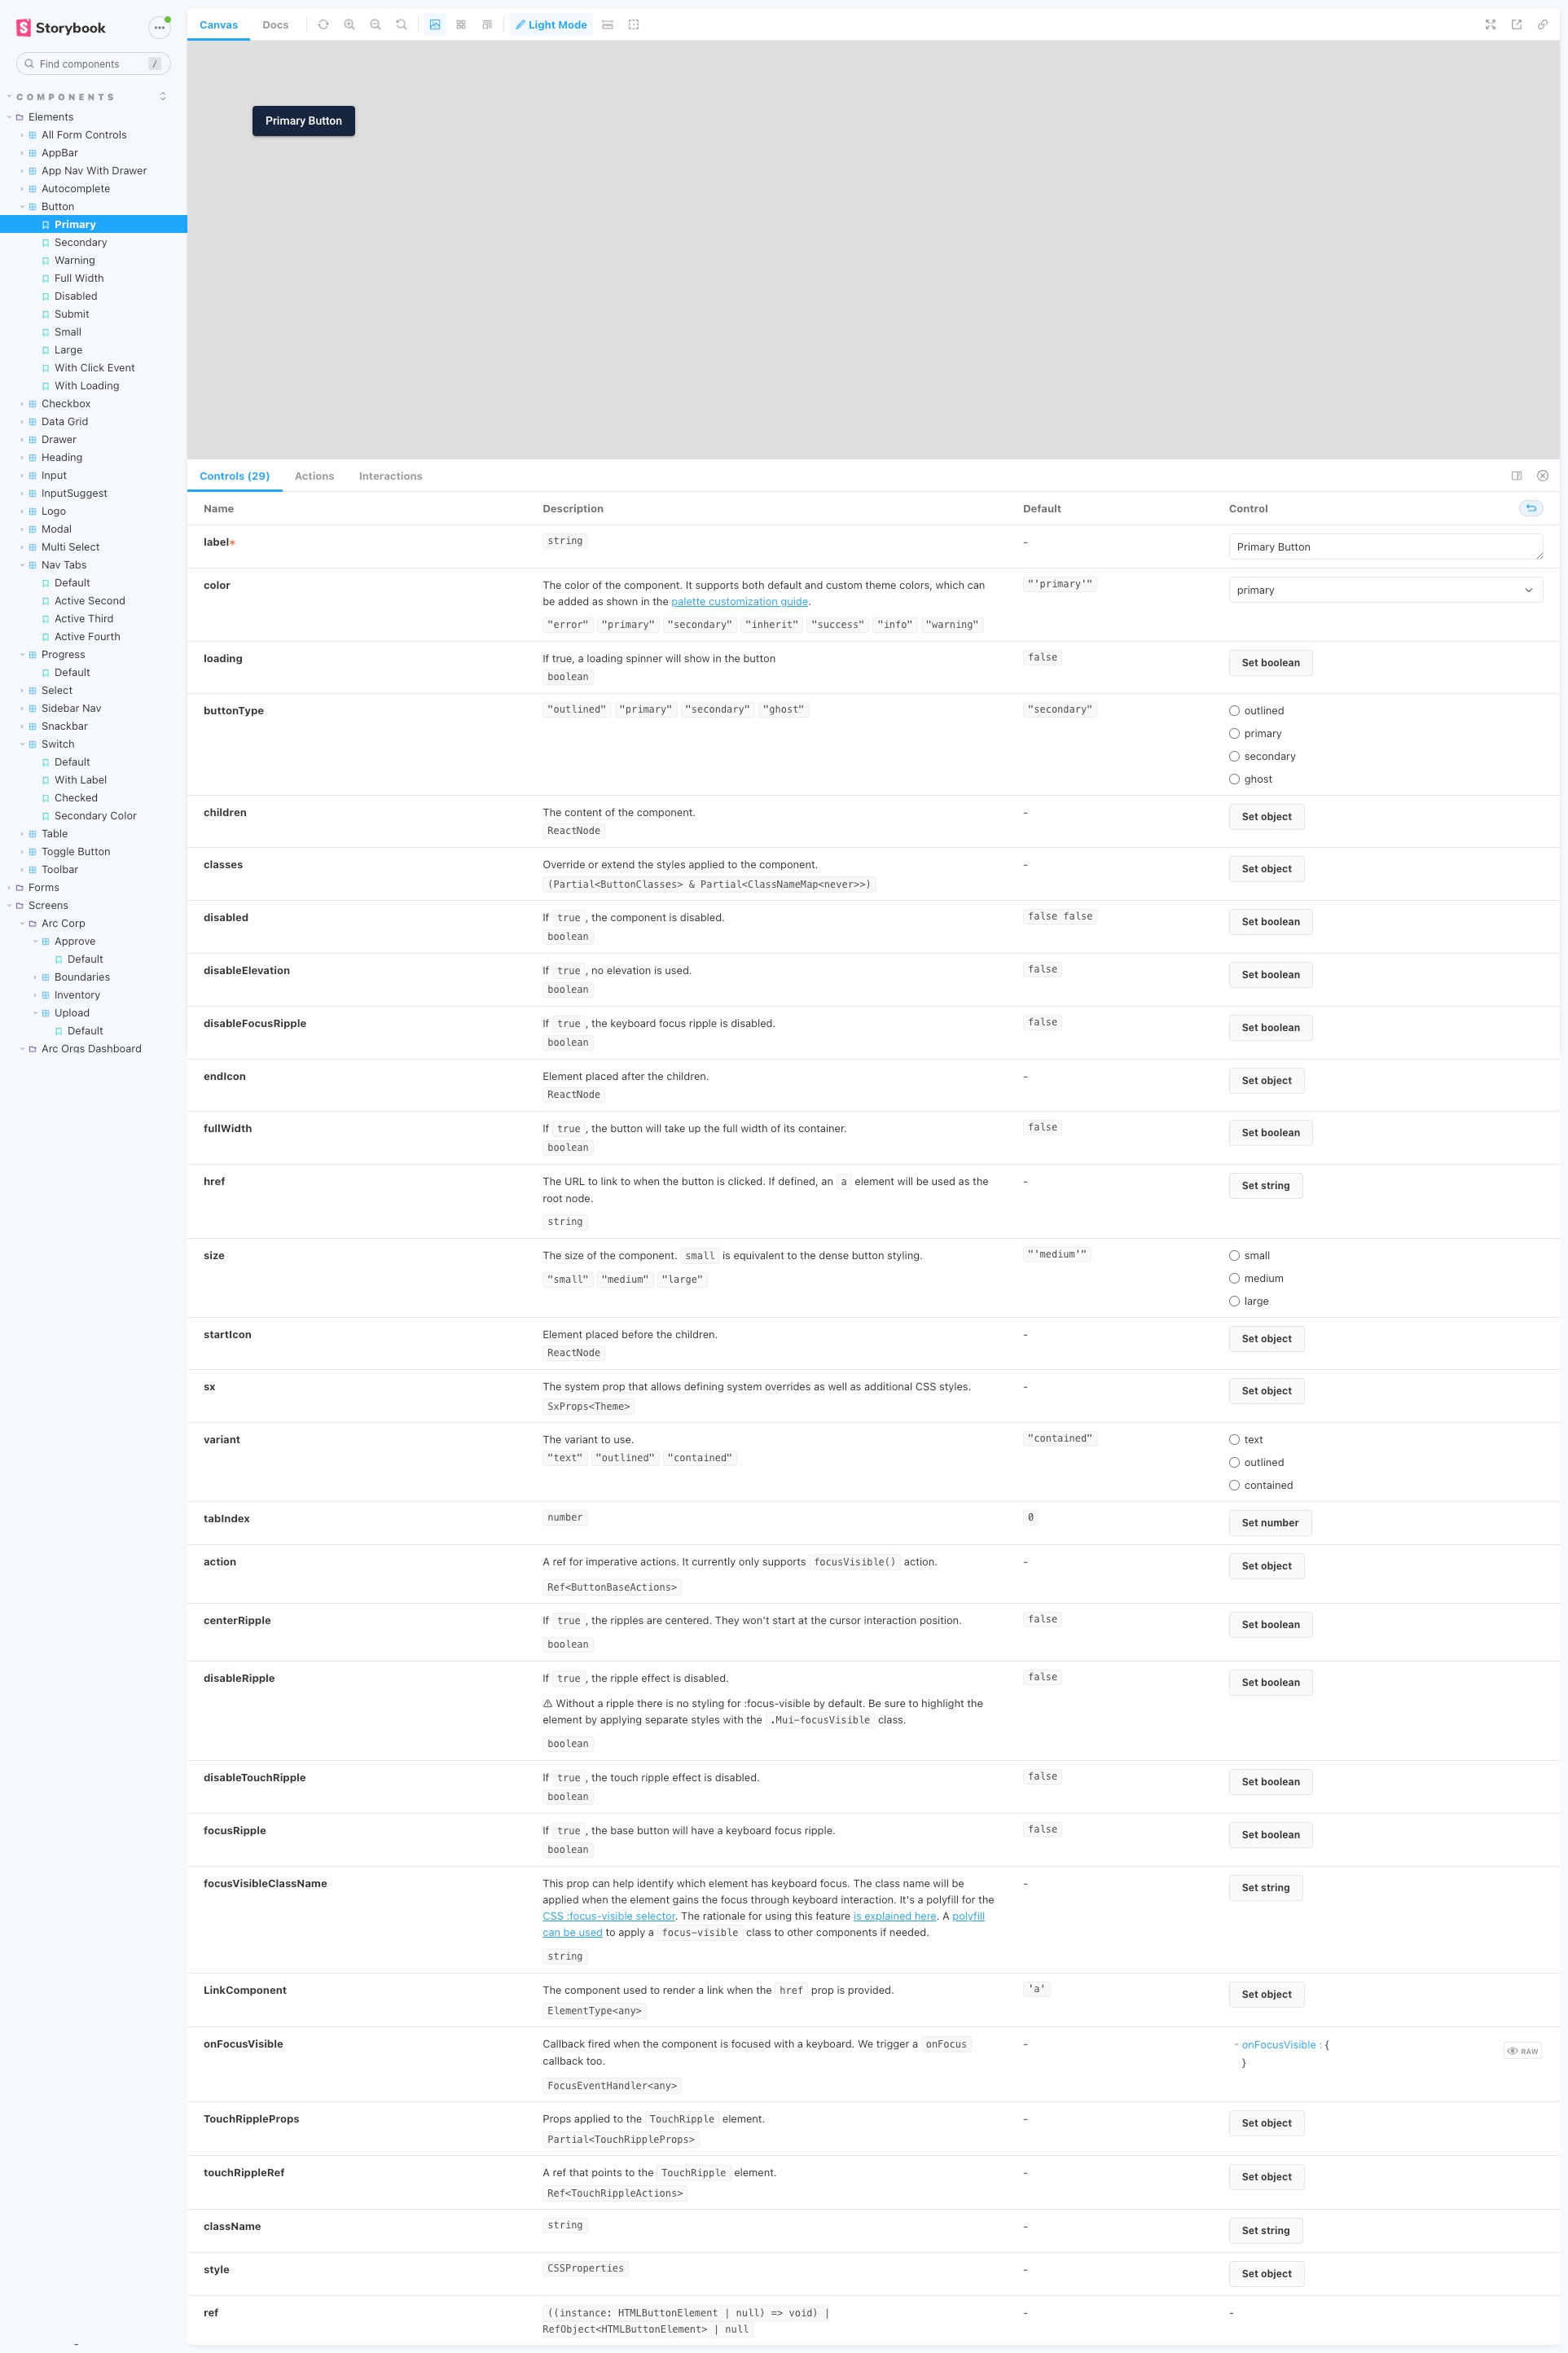 Storybook
Find components
/
COMPONENTS
Elements
All Form Controls
AppBar
App Nav With Drawer
Autocomplete
Button
Primary
Secondary
Warning
Full Width
Disabled
Submit
Small
Large
With Click Event
With Loading
Checkbox
Data Grid
Drawer
Heading
Input
InputSuggest
Logo
Modal
Multi Select
Nav Tabs
Default
Active Second
Active Third
Active Fourth
Progress
Default
Select
Sidebar Nav
Snackbar
Switch
Default
With Label
Checked
Secondary Color
Table
Toggle Button
Toolbar
Forms
Screens
Arc Corp
Approve
Default
Boundaries
Inventory
Upload
Default
Arc Orgs Dashboard
Canvas Docs Light Mode
Primary Button
Controls (29) Actions Interactions
Name Description Default Control
label* string - Primary Button
color The color of the component. It supports both default and custom theme colors, which can "'primary'" primary
be added as shown in the palette customization guide.
"error" "primary" "secondary" "inherit" "success" "info" "warning"
loading If true, a loading spinner will show in the button false Set boolean
boolean
buttonType "outlined" "primary" "secondary" "ghost" "secondary" outlined
primary
secondary
ghost
children The content of the component. - Set object
ReactNode
classes Override or extend the styles applied to the component. - Set object
(Partial<ButtonClasses> & Partial<ClassNameMap<never>>)
disabled If true, the component is disabled. false false Set boolean
boolean
disableElevation If true, no elevation is used. false Set boolean
boolean
disableFocusRipple If true, the keyboard focus ripple is disabled. false Set boolean
boolean
endIcon Element placed after the children. - Set object
ReactNode
fullWidth If true, the button will take up the full width of its container. false Set boolean
boolean
href The URL to link to when the button is clicked. If defined, an a element will be used as the - Set string
root node.
string
size The size of the component. small is equivalent to the dense button styling. "'medium'" small
"small" "medium" "large" medium
large
startIcon Element placed before the children. - Set object
ReactNode
sx The system prop that allows defining system overrides as well as additional CSS styles. - Set object
SxProps<Theme>
variant The variant to use. "contained" text
"text" "outlined" "contained" outlined
contained
tabIndex number 0 Set number
action A ref for imperative actions. It currently only supports focusVisible() action. - Set object
Ref<ButtonBaseActions>
centerRipple If true, the ripples are centered. They won't start at the cursor interaction position. false Set boolean
boolean
disableRipple If true, the ripple effect is disabled. false Set boolean
⚠ Without a ripple there is no styling for :focus-visible by default. Be sure to highlight the
element by applying separate styles with the .Mui-focusVisible class.
boolean
disableTouchRipple If true, the touch ripple effect is disabled. false Set boolean
boolean
focusRipple If true, the base button will have a keyboard focus ripple. false Set boolean
boolean
focusVisibleClassName This prop can help identify which element has keyboard focus. The class name will be - Set string
applied when the element gains the focus through keyboard interaction. It's a polyfill for the
CSS :focus-visible selector. The rationale for using this feature is explained here. A polyfill
can be used to apply a focus-visible class to other components if needed.
string
LinkComponent The component used to render a link when the href prop is provided. 'a' Set object
ElementType<any>
onFocusVisible Callback fired when the component is focused with a keyboard. We trigger a onFocus - - onFocusVisible : { RAW
callback too. }
FocusEventHandler<any>
TouchRippleProps Props applied to the TouchRipple element. - Set object
Partial<TouchRippleProps>
touchRippleRef A ref that points to the TouchRipple element. - Set object
Ref<TouchRippleActions>
className string - Set string
style CSSProperties - Set object
ref ((instance: HTMLButtonElement | null) => void) | - -
RefObject<HTMLButtonElement> | null